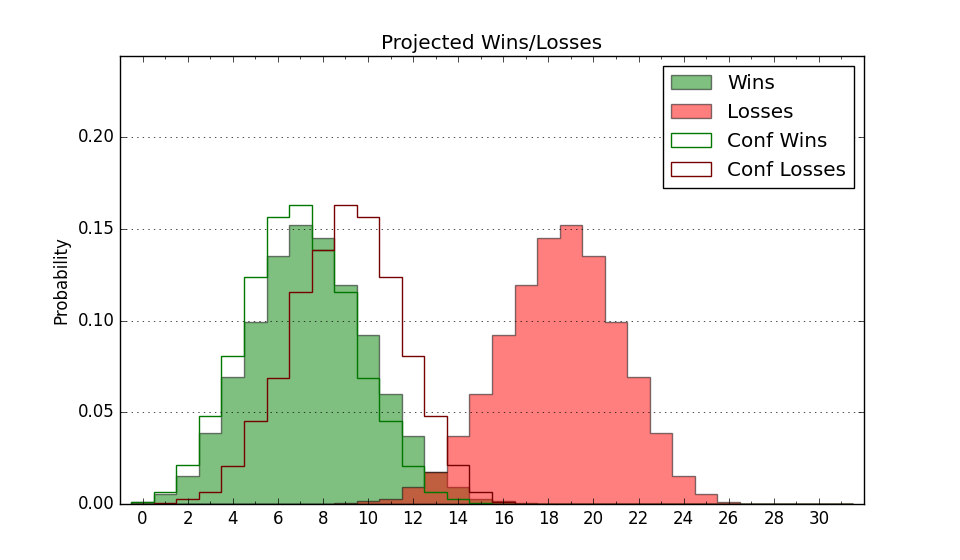 Projected Wins/Losses
Wins
Losses
Conf Wins
Conf Losses
Probability
0.20
0.15
0.10
0.05
0.00
0 2 4 6 8 10 12 14 16 18 20 22 24 26 28 30